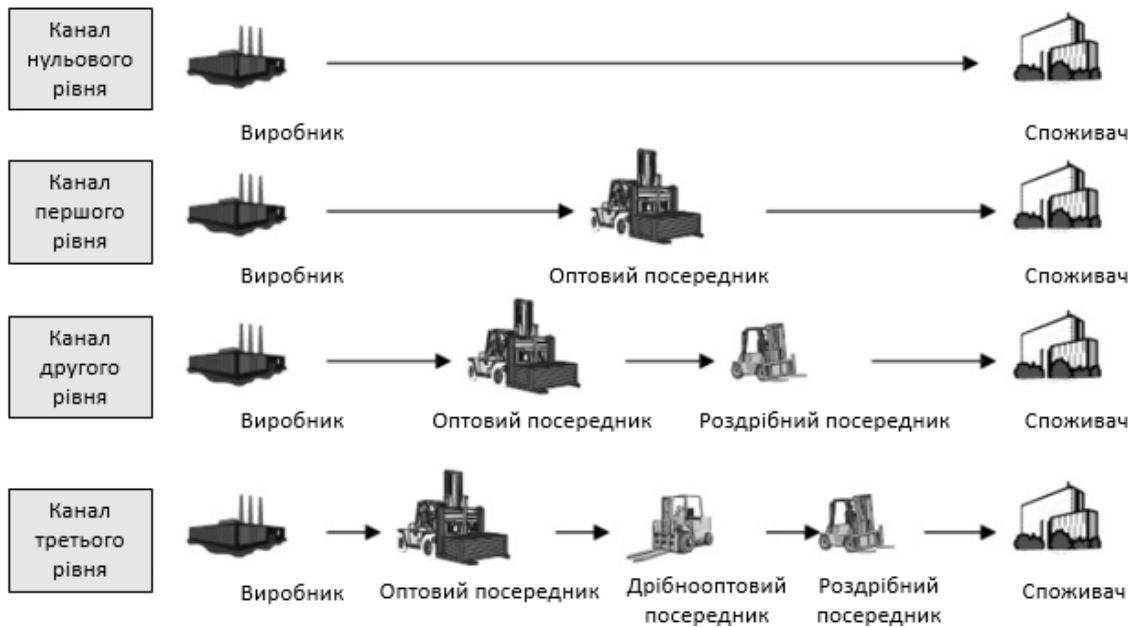 Канал
нульового
рівня
Виробник
Споживач
Канал
першого
рівня
Виробник
Оптовий посередник
Споживач
Канал
другого
рівня
Виробник
Оптовий посередник
Роздрібний посередник
Споживач
Канал
третього
рівня
Виробник
Оптовий посередник
Дрібнооптовий
посередник
Роздрібний
посередник
Споживач